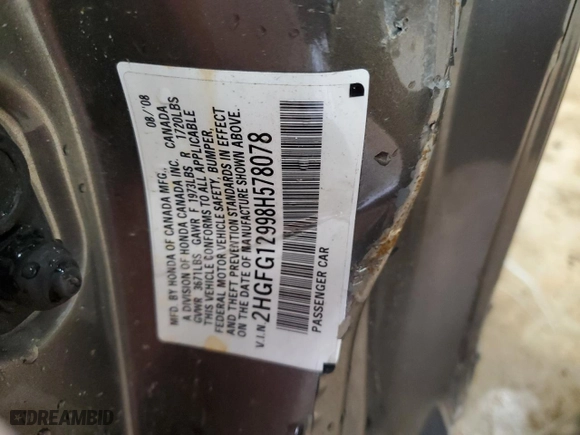 MFD. BY HONDA OF CANADA MFG., 08/'08
A DIVISION OF HONDA CANADA INC. CANADA
GVWR 3671LBS GAWR F 1973LBS R 1720LBS
THIS VEHICLE CONFORMS TO ALL APPLICABLE
FEDERAL MOTOR VEHICLE SAFETY, BUMPER,
AND THEFT PREVENTION STANDARDS IN EFFECT
ON THE DATE OF MANUFACTURE SHOWN ABOVE.
V.I.N. 2HGFG12998H578078
PASSENGER CAR
DREAMBID